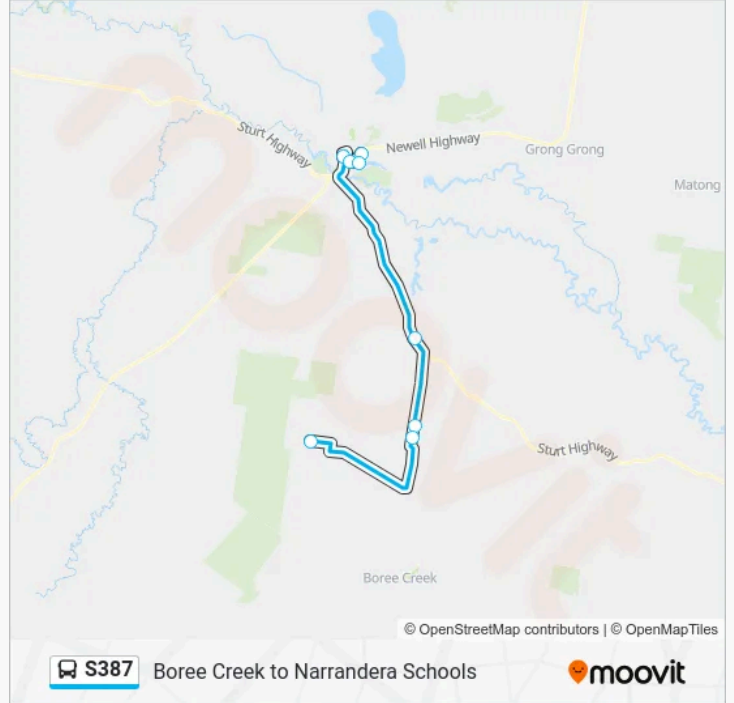 Sturt Highway
Newell Highway
Grong Grong
Matong
moovit
Sturt Highway
Boree Creek
© OpenStreetMap contributors | © OpenMapTiles
S387 Boree Creek to Narrandera Schools moovit